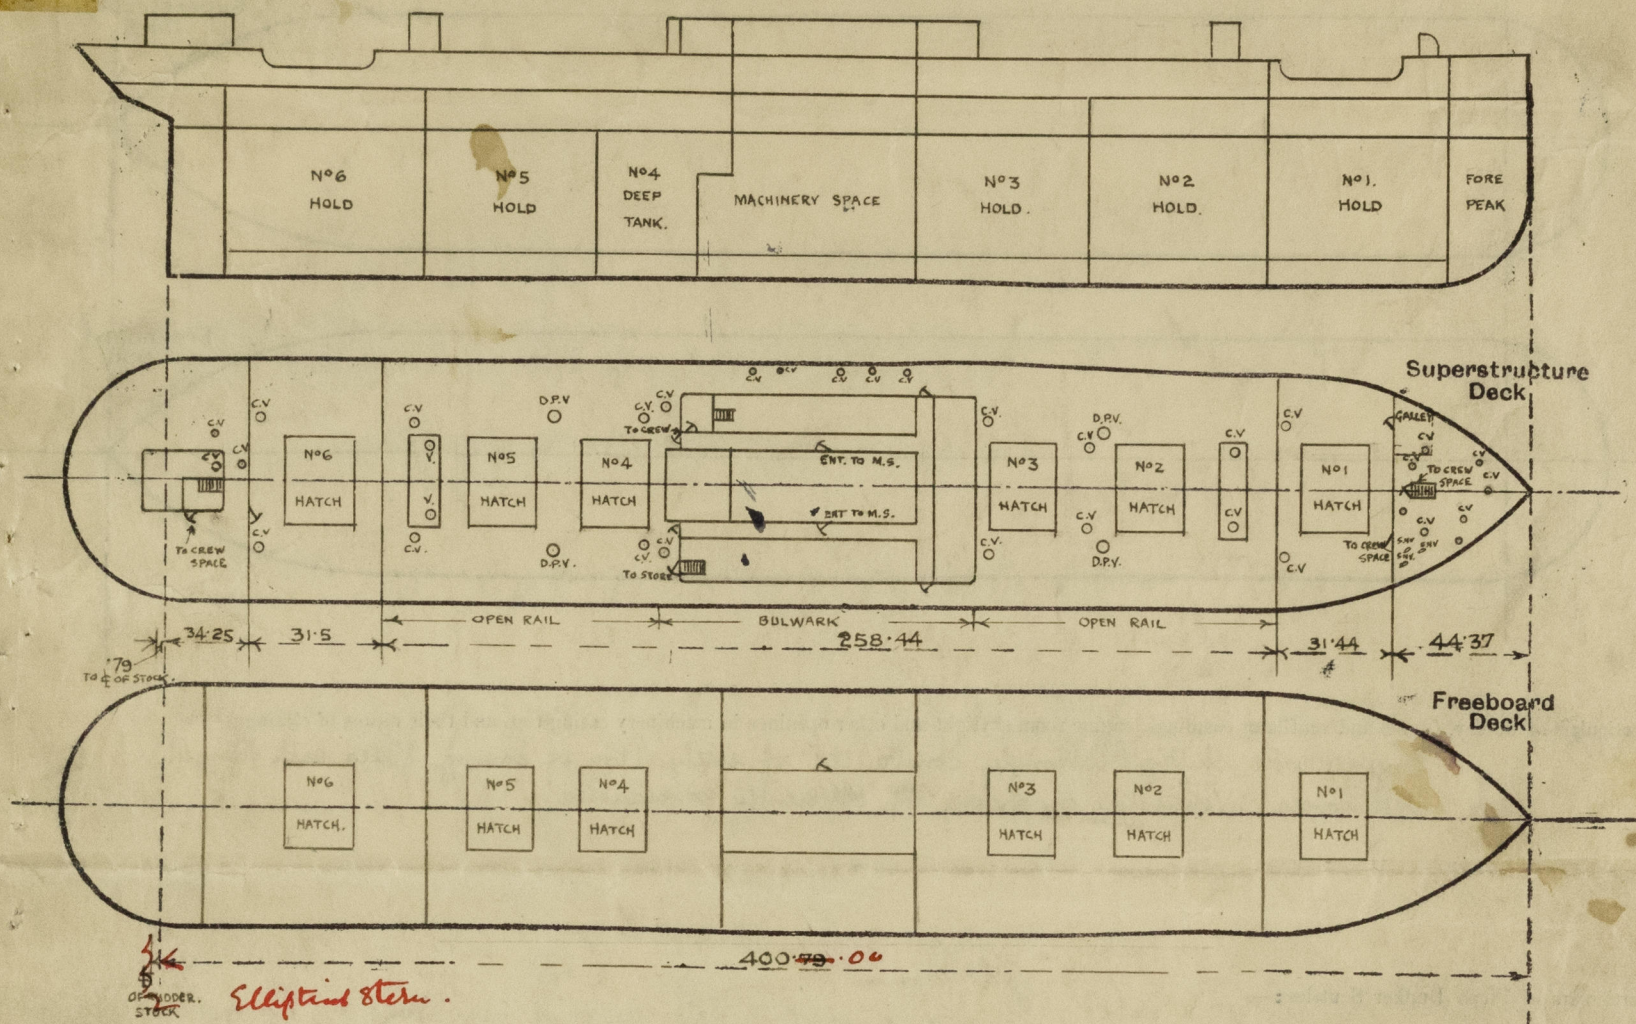 No6
HOLD
No5
HOLD
No4
DEEP
TANK.
MACHINERY SPACE
No3
HOLD.
No2
HOLD.
No1.
HOLD
FORE
PEAK
Superstructure
Deck
C.V
C.V
C.V
C.V
C.V
TO CREW
SPACE
No6
HATCH
C.V
V.
V.
C.V.
No5
HATCH
D.P.V
D.P.V.
No4
HATCH
C.V.
C.V
TO CREW
C.V.
C.V
TO STORE
C.V
C.V
C.V
C.V
C.V
ENT. TO M.S.
ENT TO M.S.
C.V.
C.V
No3
HATCH
D.P.V.
C.V
C.V
D.P.V.
No2
HATCH
C.V
C.V
C.V
C.V
No1
HATCH
GALLEY
C.V
C.V
C.V
C.V
TO CREW
SPACE
C.V
C.V
TO CREW
SPACE
OPEN RAIL
BULWARK
OPEN RAIL
34.25
31.5
258.44
31.44
44.37
.79
TO ₵ OF STOCK.
Freeboard
Deck
No6
HATCH.
No5
HATCH
No4
HATCH
No3
HATCH
No2
HATCH
No1
HATCH
400.79 .00
OF RUDDER.
STOCK
Elliptical Stern.